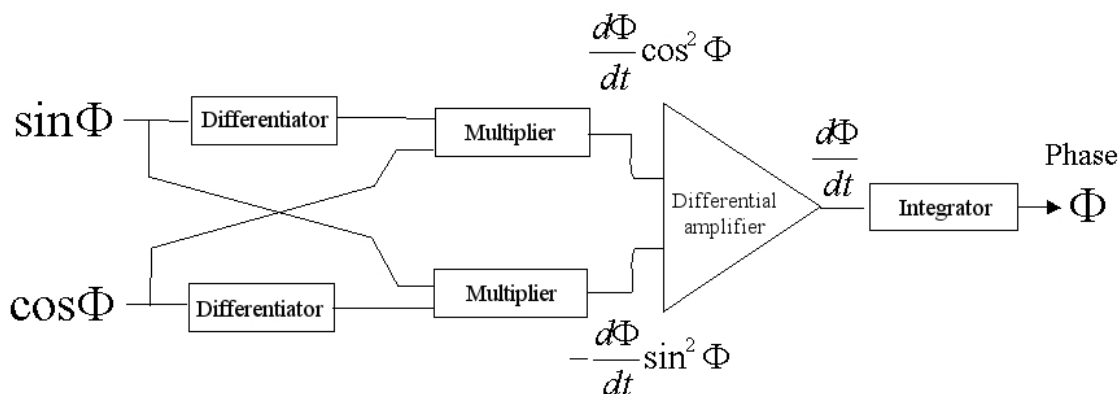 dΦ/dt cos² Φ
sinΦ
Differentiator
Multiplier
dΦ/dt
Phase
Differential
amplifier
Integrator
Φ
cosΦ
Differentiator
Multiplier
−dΦ/dt sin² Φ